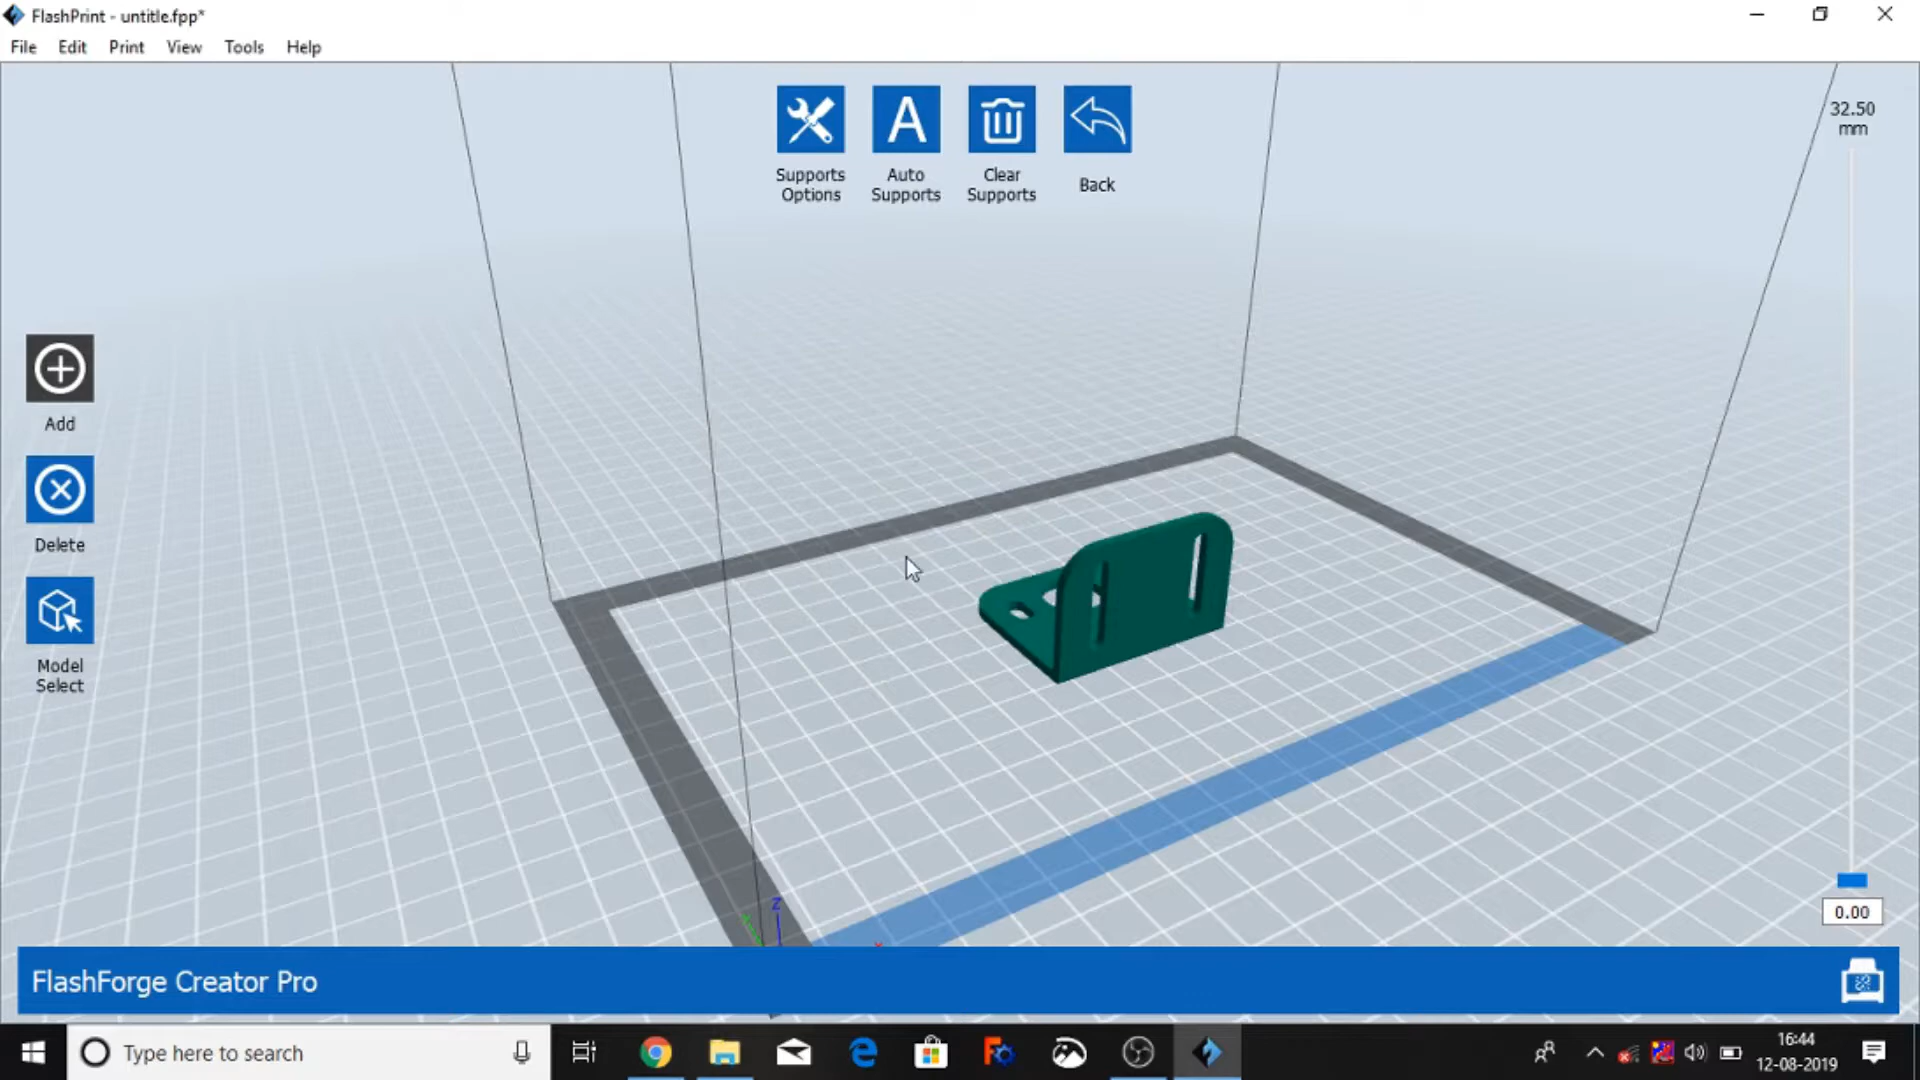 FlashPrint - untitle.fpp*
File Edit Print View Tools Help
Supports Options
Auto Supports
Clear Supports
Back
32.50 mm
Add
Delete
Model Select
0.00
Z
FlashForge Creator Pro
Type here to search
16:44
12-08-2019